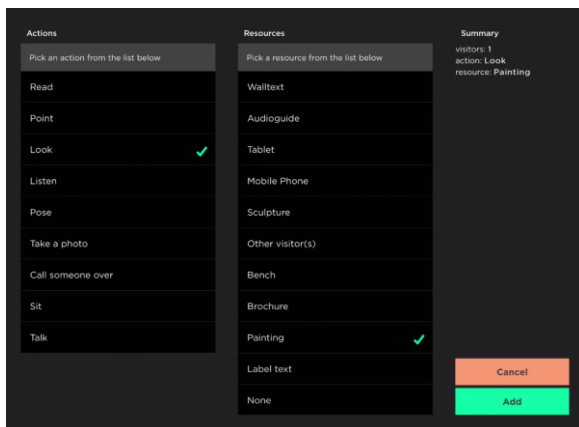 Actions
Pick an action from the list below
Read
Point
Look
Listen
Pose
Take a photo
Call someone over
Sit
Talk
Resources
Pick a resource from the list below
Walltext
Audioguide
Tablet
Mobile Phone
Sculpture
Other visitor(s)
Bench
Brochure
Painting
Label text
None
Summary
visitors: 1
action: Look
resource: Painting
Cancel
Add